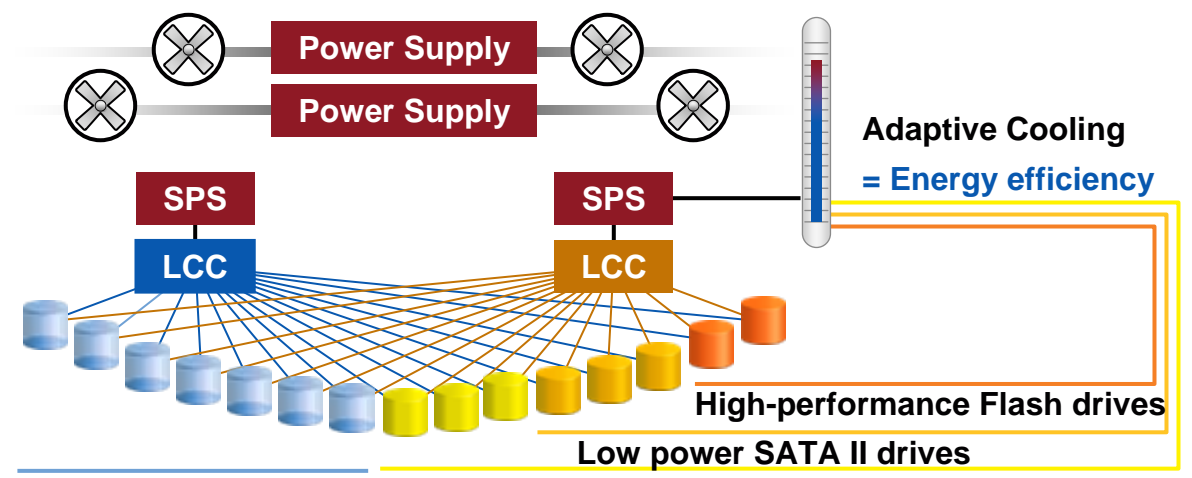 Power Supply
Power Supply
Adaptive Cooling
= Energy efficiency
SPS
SPS
LCC
LCC
High-performance Flash drives
Low power SATA II drives